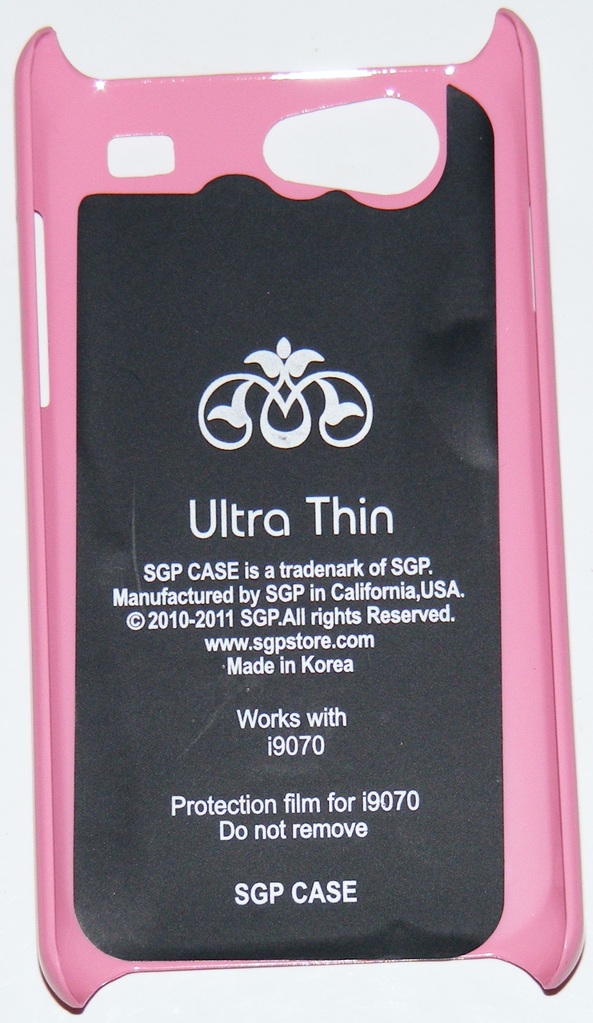 Ultra Thin
SGP CASE is a tradenark of SGP.
Manufactured by SGP in California,USA.
© 2010-2011 SGP.All rights Reserved.
www.sgpstore.com
Made in Korea
Works with
i9070
Protection film for i9070
Do not remove
SGP CASE